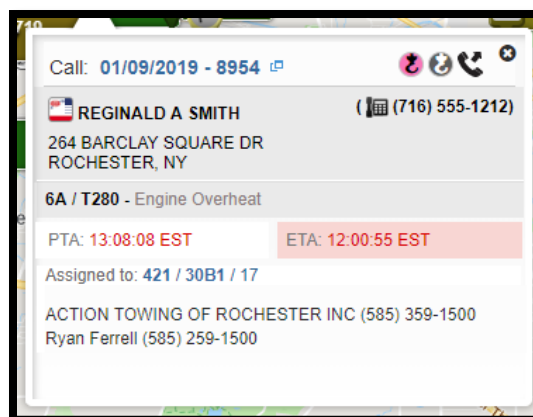 719
Call: 01/09/2019 - 8954
REGINALD A SMITH
( (716) 555-1212)
264 BARCLAY SQUARE DR
ROCHESTER, NY
6A / T280 - Engine Overheat
PTA: 13:08:08 EST
ETA: 12:00:55 EST
Assigned to: 421 / 30B1 / 17
ACTION TOWING OF ROCHESTER INC (585) 359-1500
Ryan Ferrell (585) 259-1500